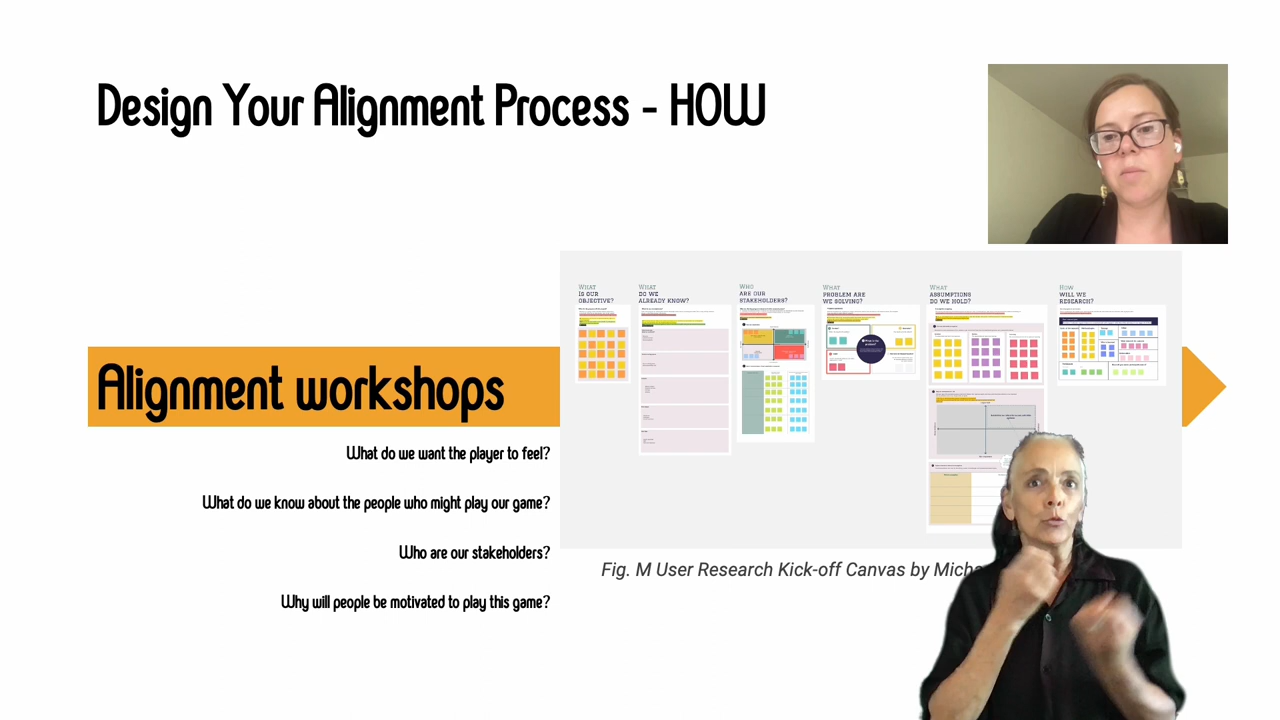 Design Your Alignment Process - HOW
WHAT
IS OUR
OBJECTIVE?
WHAT
DO WE
ALREADY KNOW?
WHO
ARE OUR
STAKEHOLDERS?
WHAT
PROBLEM ARE
WE SOLVING?
WHAT
ASSUMPTIONS
DO WE HOLD?
HOW
WILL WE
RESEARCH?
Alignment workshops
What do we want the player to feel?
What do we know about the people who might play our game?
Who are our stakeholders?
Why will people be motivated to play this game?
Fig. M User Research Kick-off Canvas by